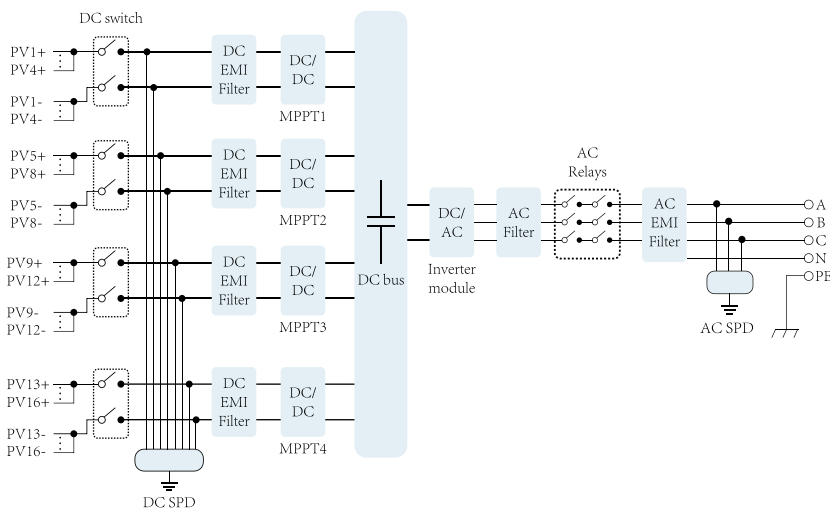 DC switch
PV1+
PV4+
PV1-
PV4-
DC
EMI
Filter
DC/
DC
MPPT1
PV5+
PV8+
PV5-
PV8-
DC
EMI
Filter
DC/
DC
MPPT2
PV9+
PV12+
PV9-
PV12-
DC
EMI
Filter
DC/
DC
MPPT3
PV13+
PV16+
PV13-
PV16-
DC
EMI
Filter
DC/
DC
MPPT4
DC SPD
DC bus
DC/
AC
Inverter
module
AC
Filter
AC
Relays
AC
EMI
Filter
A
B
C
N
PE
AC SPD